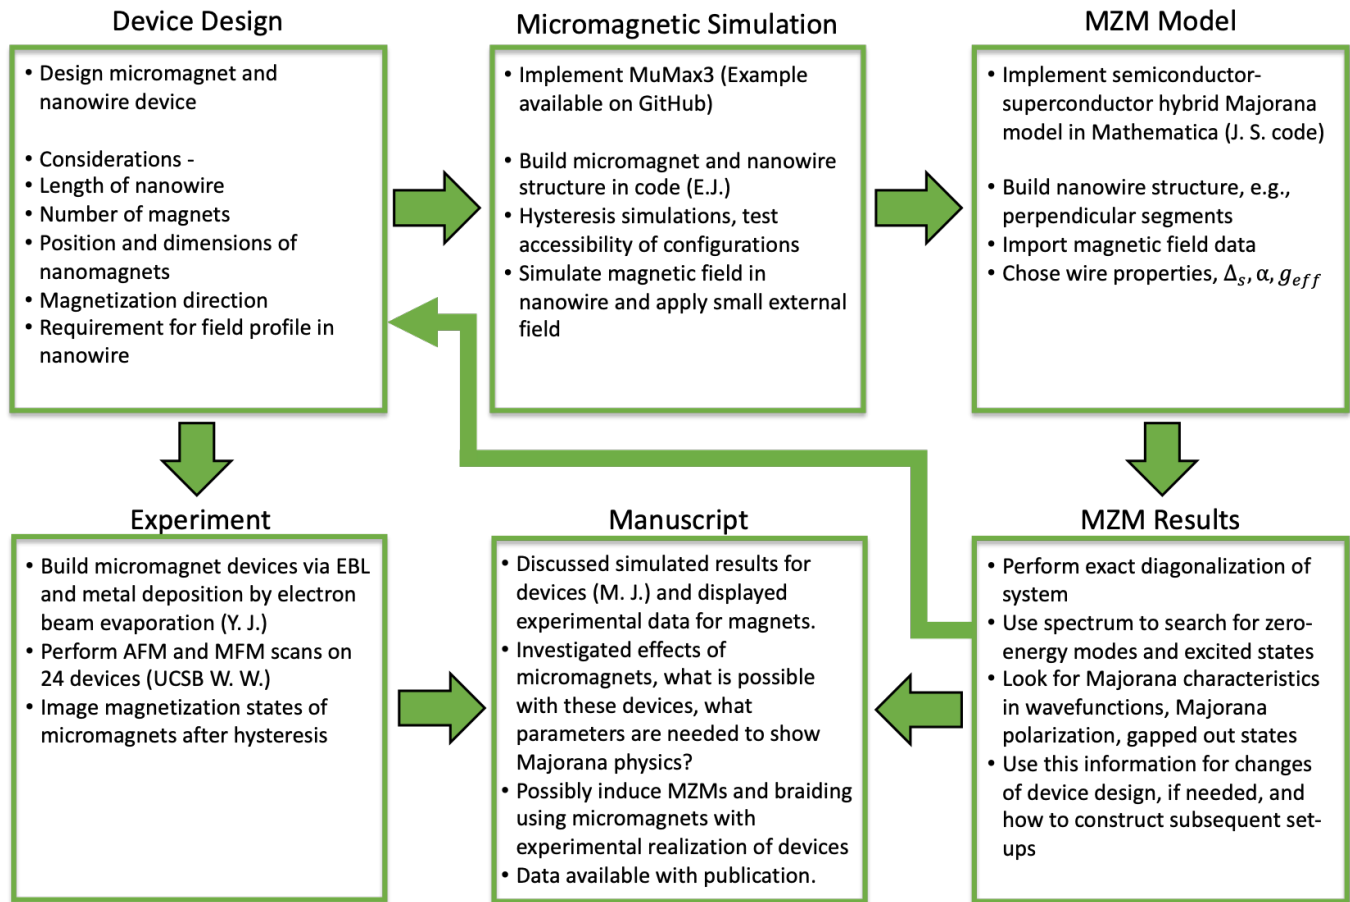 Device Design
• Design micromagnet and
nanowire device
• Considerations -
• Length of nanowire
• Number of magnets
• Position and dimensions of
nanomagnets
• Magnetization direction
• Requirement for field profile in
nanowire
Micromagnetic Simulation
• Implement MuMax3 (Example
available on GitHub)
• Build micromagnet and nanowire
structure in code (E.J.)
• Hysteresis simulations, test
accessibility of configurations
• Simulate magnetic field in
nanowire and apply small external
field
MZM Model
• Implement semiconductor-
superconductor hybrid Majorana
model in Mathematica (J. S. code)
• Build nanowire structure, e.g.,
perpendicular segments
• Import magnetic field data
• Chose wire properties, Δ_s, α, g_{eff}
Experiment
• Build micromagnet devices via EBL
and metal deposition by electron
beam evaporation (Y. J.)
• Perform AFM and MFM scans on
24 devices (UCSB W. W.)
• Image magnetization states of
micromagnets after hysteresis
Manuscript
• Discussed simulated results for
devices (M. J.) and displayed
experimental data for magnets.
• Investigated effects of
micromagnets, what is possible
with these devices, what
parameters are needed to show
Majorana physics?
• Possibly induce MZMs and braiding
using micromagnets with
experimental realization of devices
• Data available with publication.
MZM Results
• Perform exact diagonalization of
system
• Use spectrum to search for zero-
energy modes and excited states
• Look for Majorana characteristics
in wavefunctions, Majorana
polarization, gapped out states
• Use this information for changes
of device design, if needed, and
how to construct subsequent set-
ups